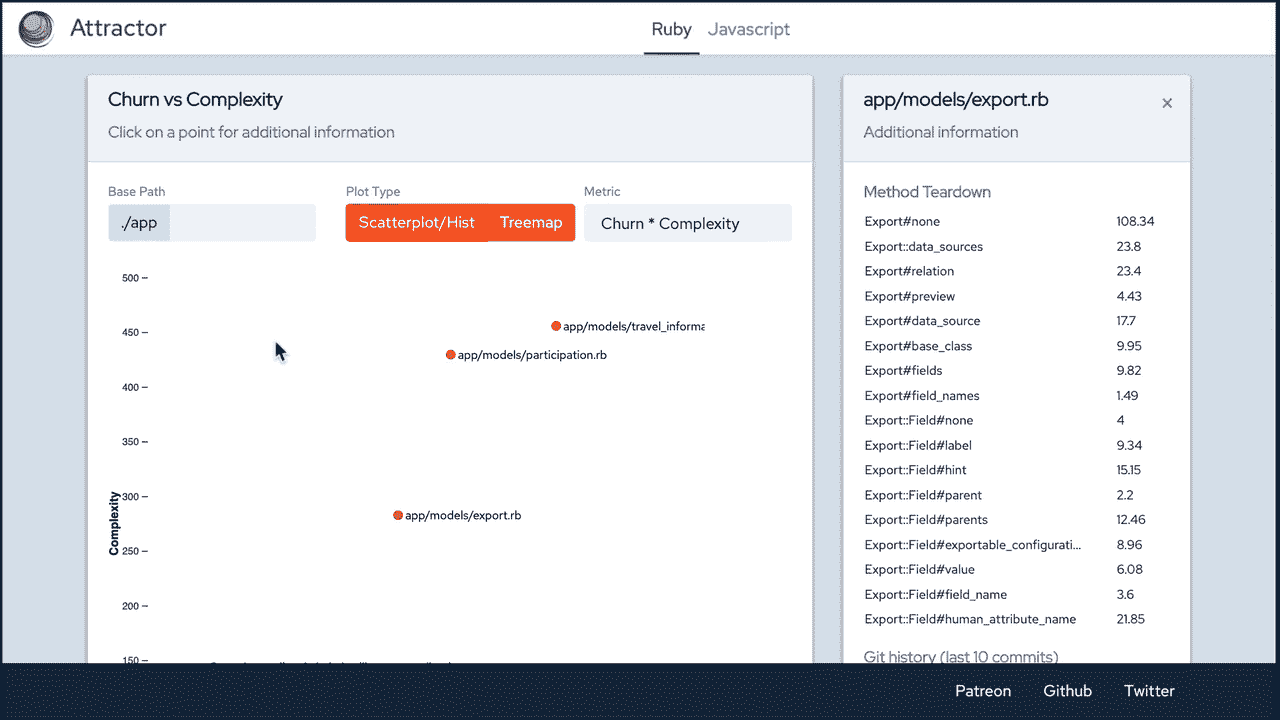 Attractor
Ruby Javascript
Churn vs Complexity
Click on a point for additional information
Base Path
./app
Plot Type
Scatterplot/Hist Treemap
Metric
Churn * Complexity
500
450
400
350
300
250
200
150
Complexity
app/models/travel_informa
app/models/participation.rb
app/models/export.rb
app/models/export.rb ×
Additional information
Method Teardown
Export#none 108.34
Export::data_sources 23.8
Export#relation 23.4
Export#preview 4.43
Export#data_source 17.7
Export#base_class 9.95
Export#fields 9.82
Export#field_names 1.49
Export::Field#none 4
Export::Field#label 9.34
Export::Field#hint 15.15
Export::Field#parent 2.2
Export::Field#parents 12.46
Export::Field#exportable_configurati... 8.96
Export::Field#value 6.08
Export::Field#field_name 3.6
Export::Field#human_attribute_name 21.85
Git history (last 10 commits)
Patreon Github Twitter